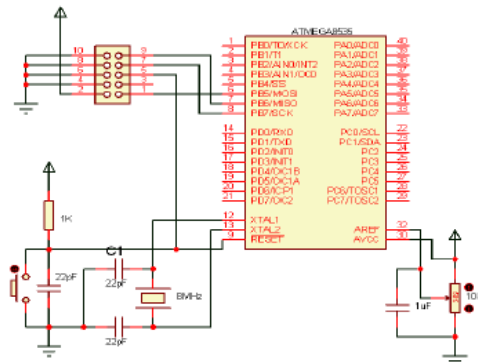 ATMEGA8535
1 PB0/T0/XCK PA0/ADC0 40
2 PB1/T1 PA1/ADC1 39
3 PB2/AIN0/INT2 PA2/ADC2 38
4 PB3/AIN1/OC0 PA3/ADC3 37
5 PB4/SS PA4/ADC4 36
6 PB5/MOSI PA5/ADC5 35
7 PB6/MISO PA6/ADC6 34
8 PB7/SCK PA7/ADC7 33
10 9
8 7
6 5
4 3
2 1
14 PD0/RXD PC0/SCL 22
15 PD1/TXD PC1/SDA 23
16 PD2/INT0 PC2 24
17 PD3/INT1 PC3 25
18 PD4/OC1B PC4 26
19 PD5/OC1A PC5 27
20 PD6/ICP1 PC6/TOSC1 28
21 PD7/OC2 PC7/TOSC2 29
12 XTAL1
13 XTAL2 AREF 32
9 RESET AVCC 30
1K
C1
22pF
22pF
8MHz
22pF
1uF
10